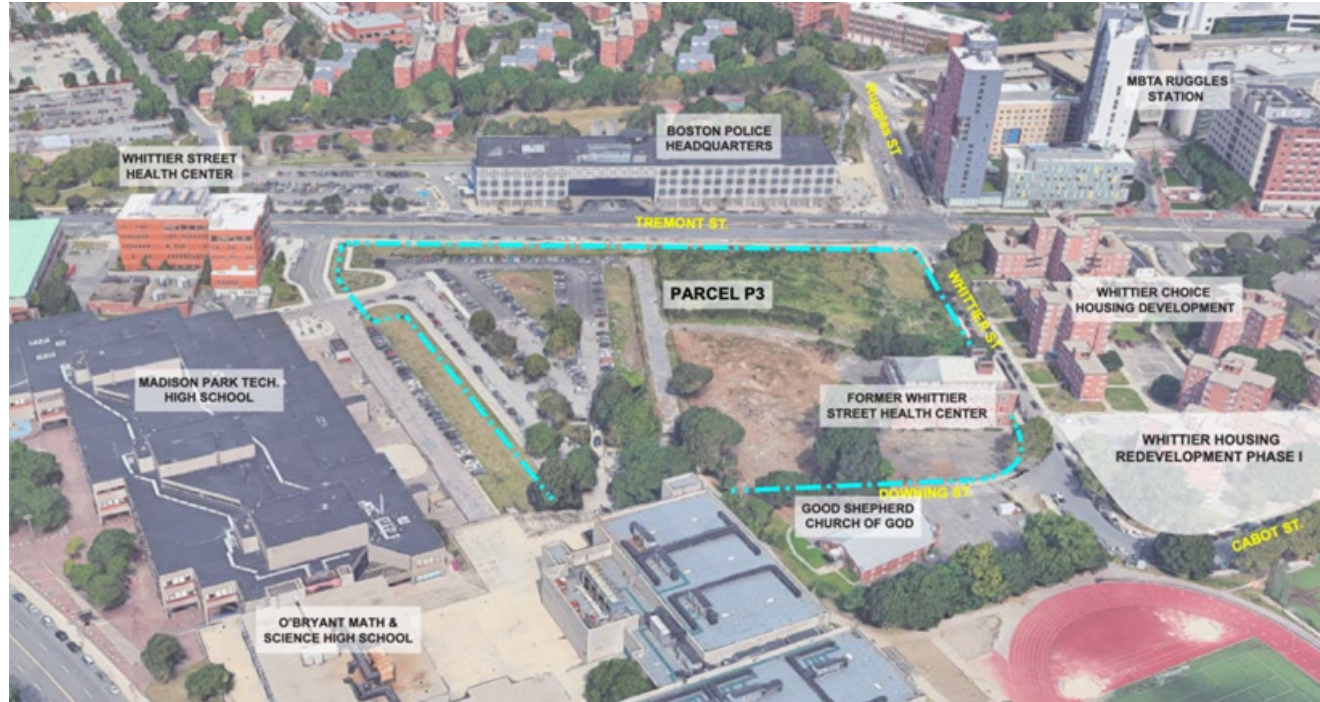 MBTA RUGGLES
STATION
Ruggles ST.
BOSTON POLICE
HEADQUARTERS
WHITTIER STREET
HEALTH CENTER
TREMONT ST.
PARCEL P3
WHITTIER ST.
WHITTIER CHOICE
HOUSING DEVELOPMENT
MADISON PARK TECH.
HIGH SCHOOL
FORMER WHITTIER
STREET HEALTH CENTER
WHITTIER HOUSING
REDEVELOPMENT PHASE I
DOWNING ST.
GOOD SHEPHERD
CHURCH OF GOD
CABOT ST.
O'BRYANT MATH &
SCIENCE HIGH SCHOOL